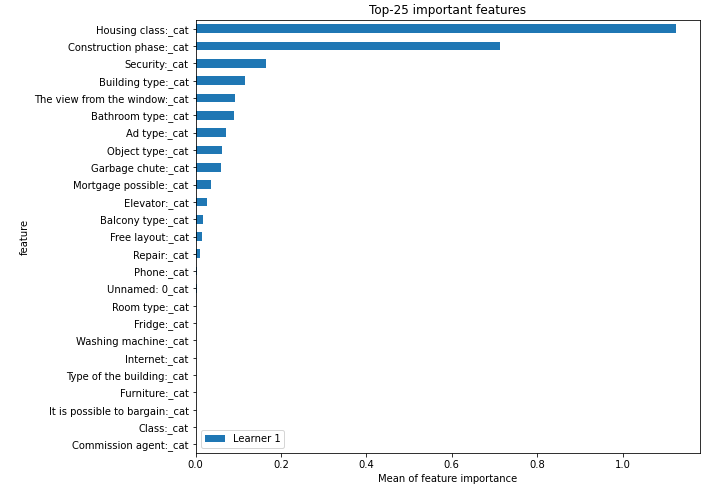 Top-25 important features
Housing class:_cat
Construction phase:_cat
Security:_cat
Building type:_cat
The view from the window:_cat
Bathroom type:_cat
Ad type:_cat
Object type:_cat
Garbage chute:_cat
Mortgage possible:_cat
Elevator:_cat
Balcony type:_cat
Free layout:_cat
Repair:_cat
Phone:_cat
Unnamed: 0_cat
Room type:_cat
Fridge:_cat
Washing machine:_cat
Internet:_cat
Type of the building:_cat
Furniture:_cat
It is possible to bargain:_cat
Class:_cat
Commission agent:_cat
feature
Learner 1
0.0 0.2 0.4 0.6 0.8 1.0
Mean of feature importance